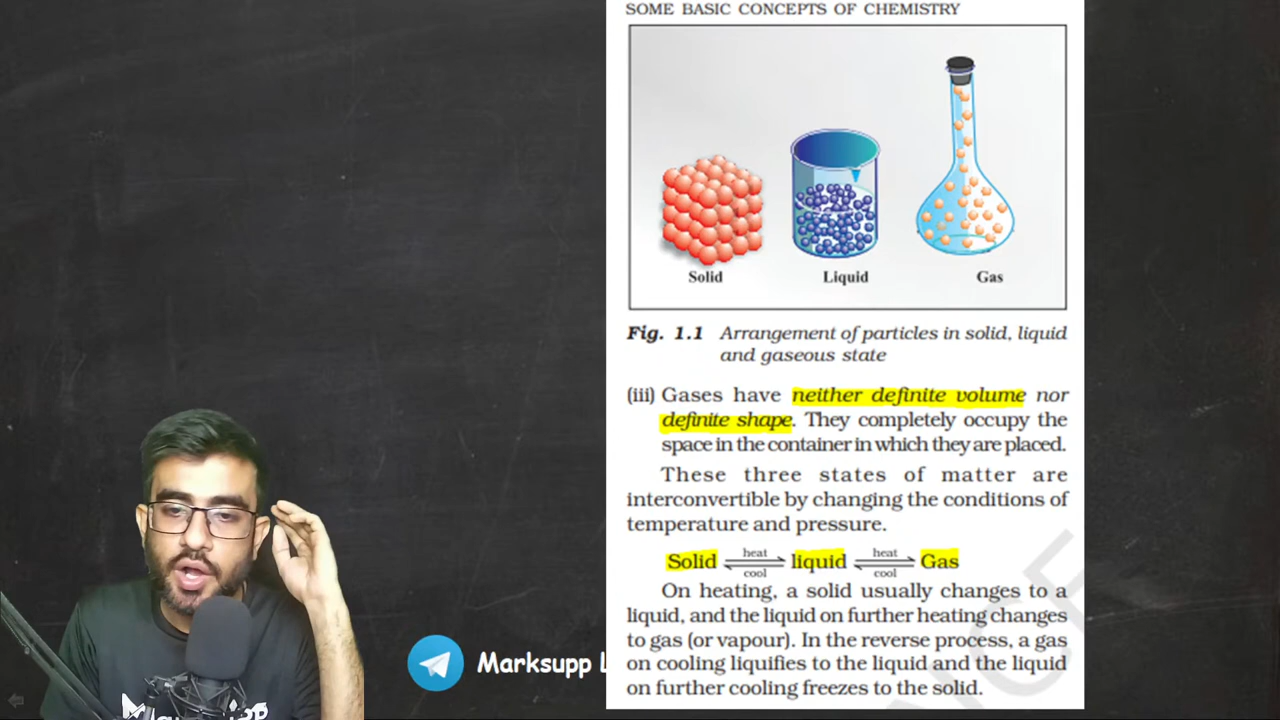 SOME BASIC CONCEPTS OF CHEMISTRY
Solid
Liquid
Gas
Fig. 1.1 Arrangement of particles in solid, liquid
and gaseous state
(iii) Gases have neither definite volume nor
definite shape. They completely occupy the
space in the container in which they are placed.
These three states of matter are
interconvertible by changing the conditions of
temperature and pressure.
Solid ⇌ liquid ⇌ Gas
heat
cool
heat
cool
On heating, a solid usually changes to a
liquid, and the liquid on further heating changes
to gas (or vapour). In the reverse process, a gas
on cooling liquifies to the liquid and the liquid
on further cooling freezes to the solid.
Marksupp L